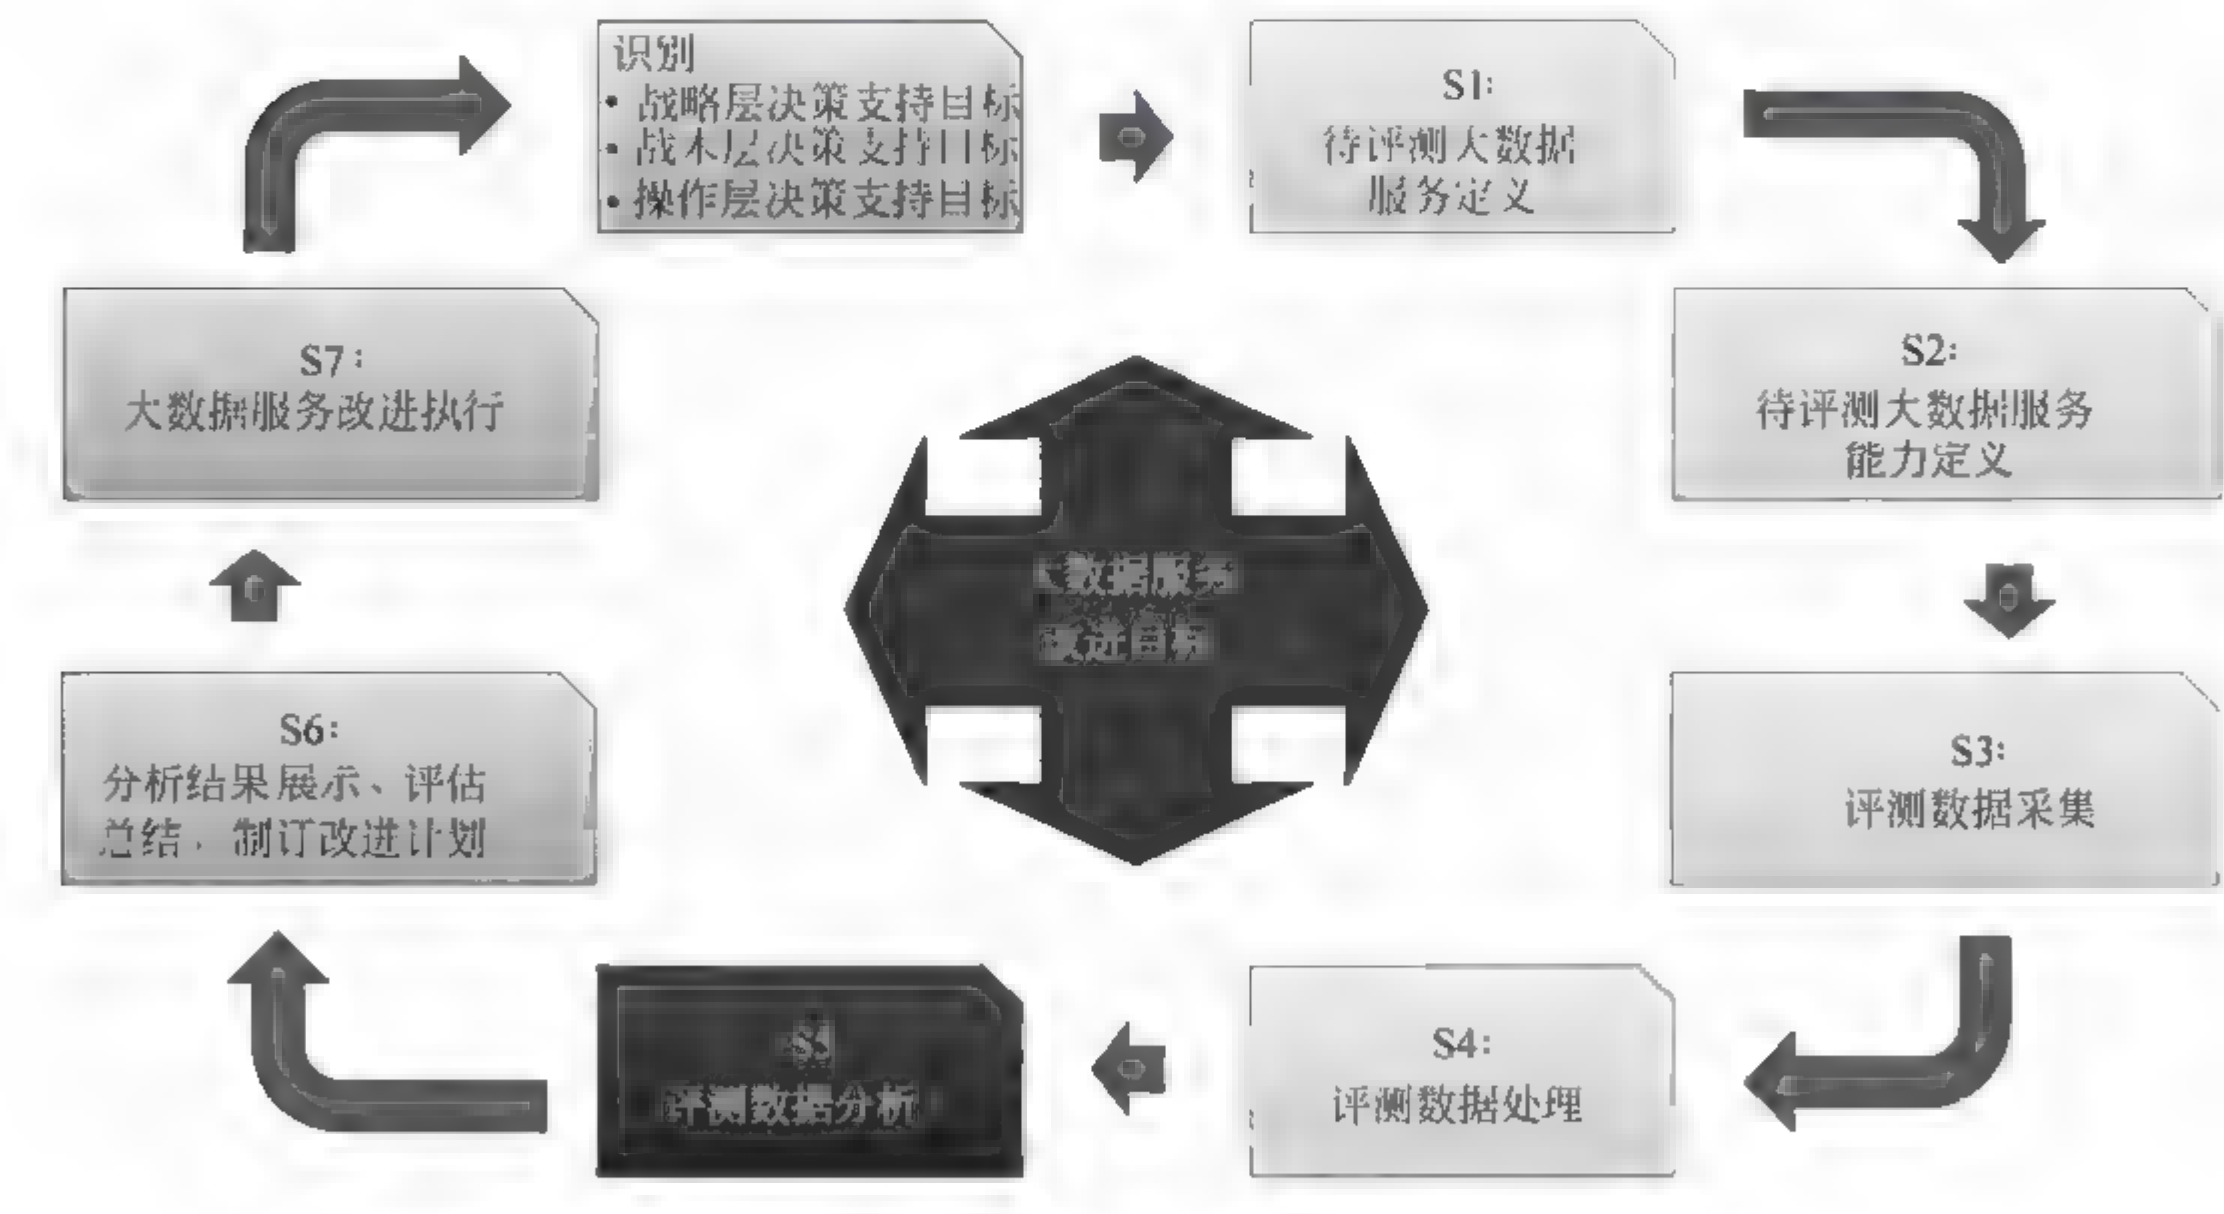 识别
• 战略层决策支持目标
• 战术层决策支持目标
• 操作层决策支持目标
S1:
待评测大数据
服务定义
S2:
待评测大数据服务
能力定义
S3:
评测数据采集
S4:
评测数据处理
评测数据分析
S6:
分析结果展示、评估
总结，制订改进计划
S7:
大数据服务改进执行
数据服务
改进目标